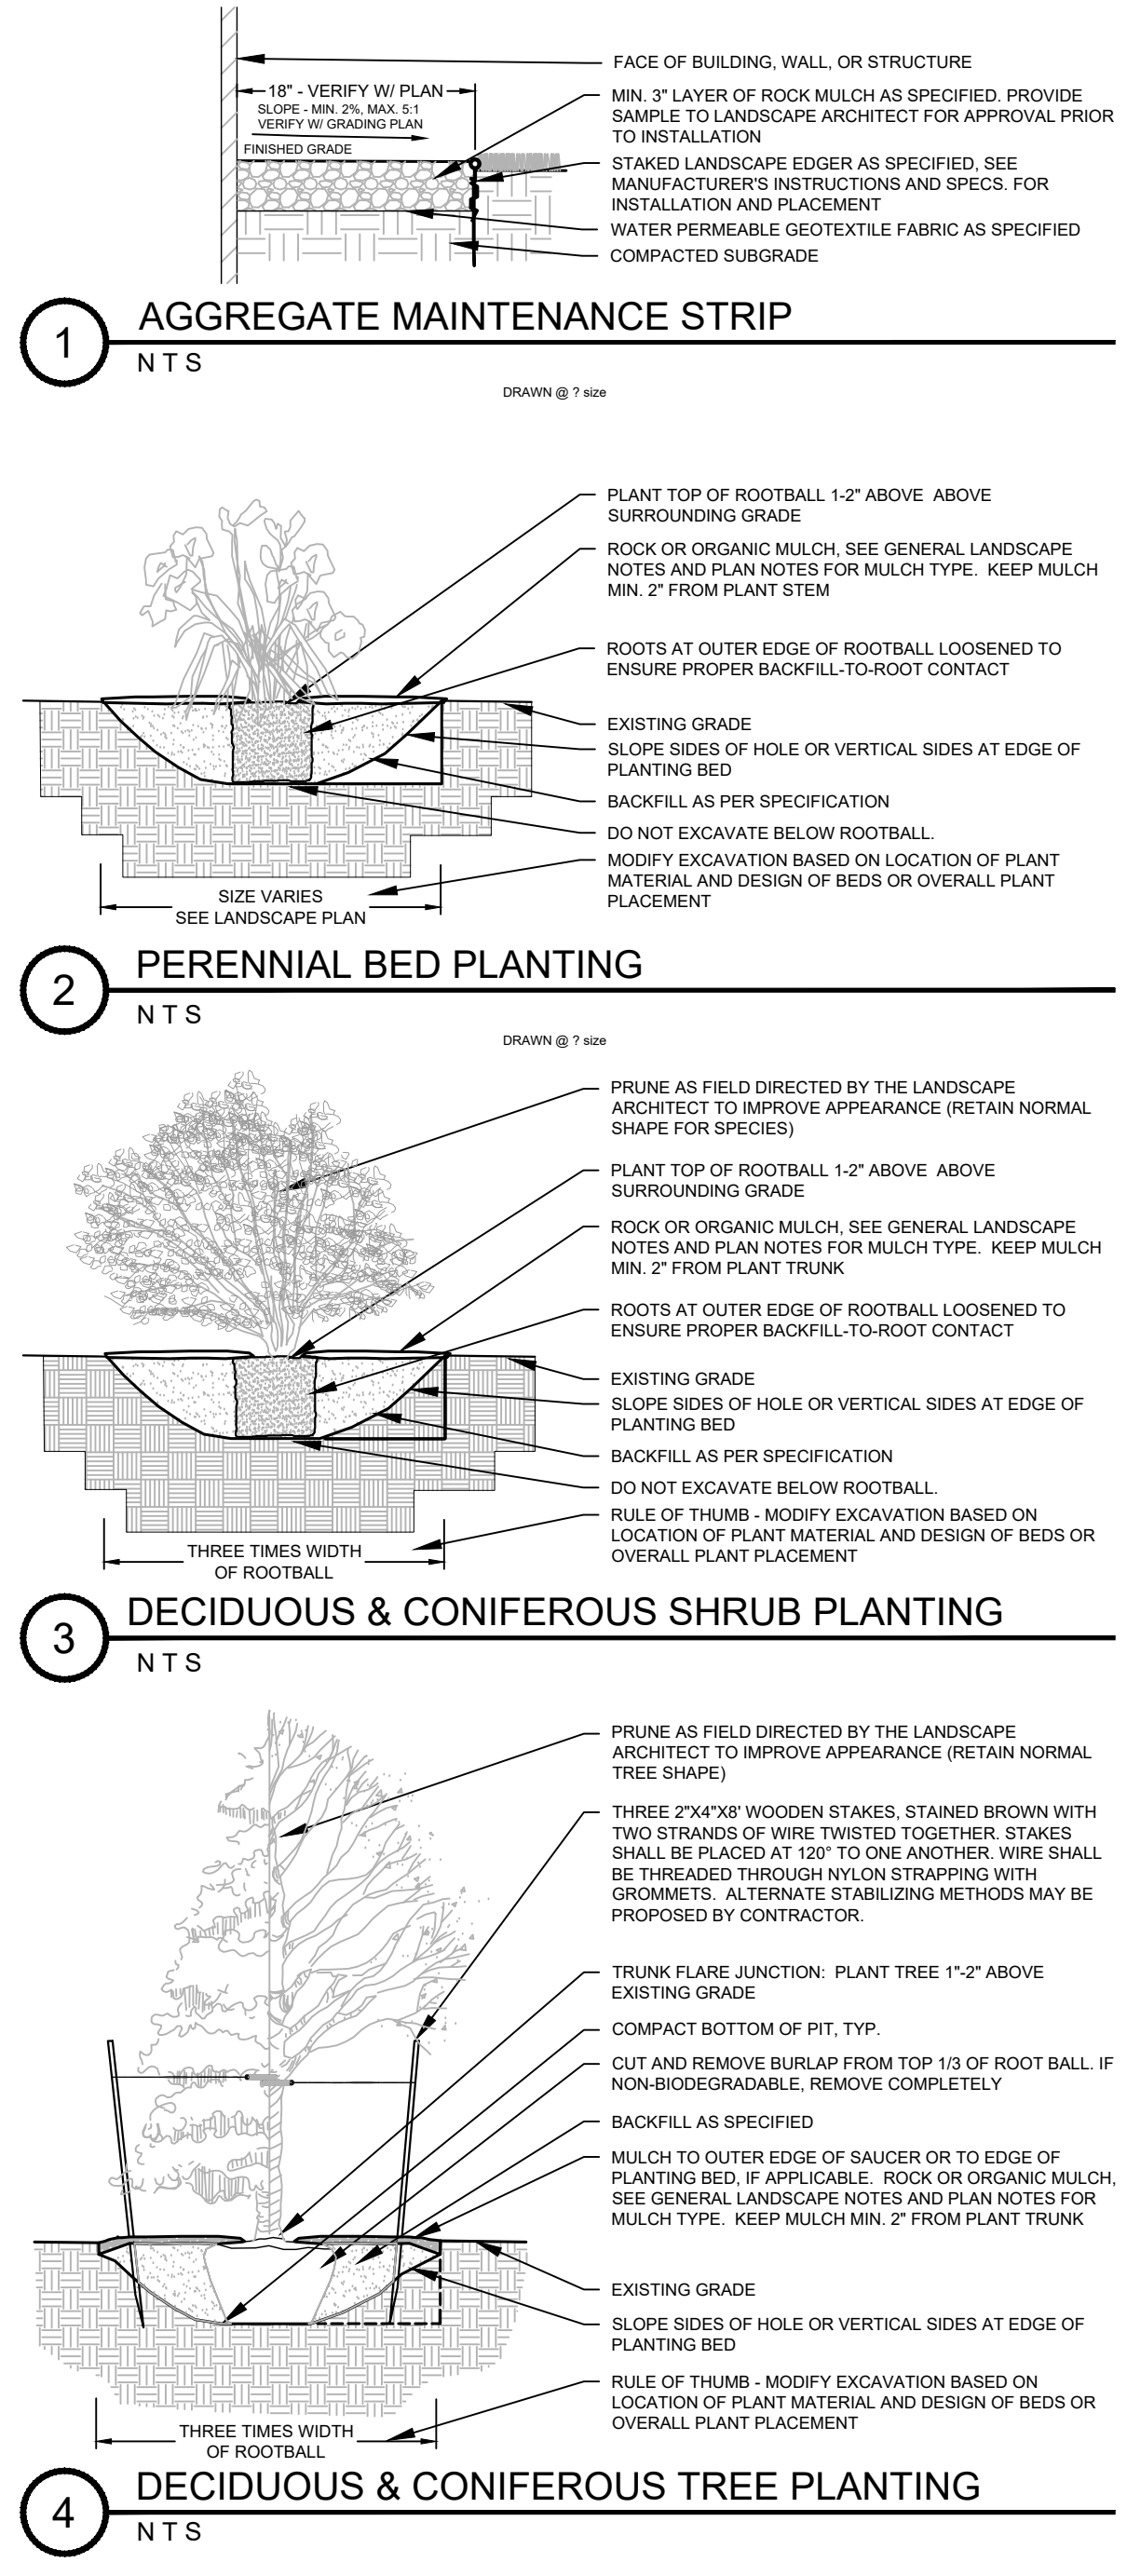 FACE OF BUILDING, WALL, OR STRUCTURE
18" - VERIFY W/ PLAN
SLOPE - MIN. 2%, MAX. 5:1
VERIFY W/ GRADING PLAN
FINISHED GRADE
MIN. 3" LAYER OF ROCK MULCH AS SPECIFIED. PROVIDE
SAMPLE TO LANDSCAPE ARCHITECT FOR APPROVAL PRIOR
TO INSTALLATION
STAKED LANDSCAPE EDGER AS SPECIFIED, SEE
MANUFACTURER'S INSTRUCTIONS AND SPECS. FOR
INSTALLATION AND PLACEMENT
WATER PERMEABLE GEOTEXTILE FABRIC AS SPECIFIED
COMPACTED SUBGRADE
1
AGGREGATE MAINTENANCE STRIP
N T S
DRAWN @ ? size
PLANT TOP OF ROOTBALL 1-2" ABOVE  ABOVE
SURROUNDING GRADE
ROCK OR ORGANIC MULCH, SEE GENERAL LANDSCAPE
NOTES AND PLAN NOTES FOR MULCH TYPE.  KEEP MULCH
MIN. 2" FROM PLANT STEM
ROOTS AT OUTER EDGE OF ROOTBALL LOOSENED TO
ENSURE PROPER BACKFILL-TO-ROOT CONTACT
EXISTING GRADE
SLOPE SIDES OF HOLE OR VERTICAL SIDES AT EDGE OF
PLANTING BED
BACKFILL AS PER SPECIFICATION
DO NOT EXCAVATE BELOW ROOTBALL.
MODIFY EXCAVATION BASED ON LOCATION OF PLANT
MATERIAL AND DESIGN OF BEDS OR OVERALL PLANT
PLACEMENT
SIZE VARIES
SEE LANDSCAPE PLAN
2
PERENNIAL BED PLANTING
N T S
DRAWN @ ? size
PRUNE AS FIELD DIRECTED BY THE LANDSCAPE
ARCHITECT TO IMPROVE APPEARANCE (RETAIN NORMAL
SHAPE FOR SPECIES)
PLANT TOP OF ROOTBALL 1-2" ABOVE  ABOVE
SURROUNDING GRADE
ROCK OR ORGANIC MULCH, SEE GENERAL LANDSCAPE
NOTES AND PLAN NOTES FOR MULCH TYPE.  KEEP MULCH
MIN. 2" FROM PLANT TRUNK
ROOTS AT OUTER EDGE OF ROOTBALL LOOSENED TO
ENSURE PROPER BACKFILL-TO-ROOT CONTACT
EXISTING GRADE
SLOPE SIDES OF HOLE OR VERTICAL SIDES AT EDGE OF
PLANTING BED
BACKFILL AS PER SPECIFICATION
DO NOT EXCAVATE BELOW ROOTBALL.
RULE OF THUMB - MODIFY EXCAVATION BASED ON
LOCATION OF PLANT MATERIAL AND DESIGN OF BEDS OR
OVERALL PLANT PLACEMENT
THREE TIMES WIDTH
OF ROOTBALL
3
DECIDUOUS & CONIFEROUS SHRUB PLANTING
N T S
PRUNE AS FIELD DIRECTED BY THE LANDSCAPE
ARCHITECT TO IMPROVE APPEARANCE (RETAIN NORMAL
TREE SHAPE)
THREE 2"X4"X8' WOODEN STAKES, STAINED BROWN WITH
TWO STRANDS OF WIRE TWISTED TOGETHER. STAKES
SHALL BE PLACED AT 120° TO ONE ANOTHER. WIRE SHALL
BE THREADED THROUGH NYLON STRAPPING WITH
GROMMETS.  ALTERNATE STABILIZING METHODS MAY BE
PROPOSED BY CONTRACTOR.
TRUNK FLARE JUNCTION:  PLANT TREE 1"-2" ABOVE
EXISTING GRADE
COMPACT BOTTOM OF PIT, TYP.
CUT AND REMOVE BURLAP FROM TOP 1/3 OF ROOT BALL. IF
NON-BIODEGRADABLE, REMOVE COMPLETELY
BACKFILL AS SPECIFIED
MULCH TO OUTER EDGE OF SAUCER OR TO EDGE OF
PLANTING BED, IF APPLICABLE.  ROCK OR ORGANIC MULCH,
SEE GENERAL LANDSCAPE NOTES AND PLAN NOTES FOR
MULCH TYPE.  KEEP MULCH MIN. 2" FROM PLANT TRUNK
EXISTING GRADE
SLOPE SIDES OF HOLE OR VERTICAL SIDES AT EDGE OF
PLANTING BED
RULE OF THUMB - MODIFY EXCAVATION BASED ON
LOCATION OF PLANT MATERIAL AND DESIGN OF BEDS OR
OVERALL PLANT PLACEMENT
THREE TIMES WIDTH
OF ROOTBALL
4
DECIDUOUS & CONIFEROUS TREE PLANTING
N T S